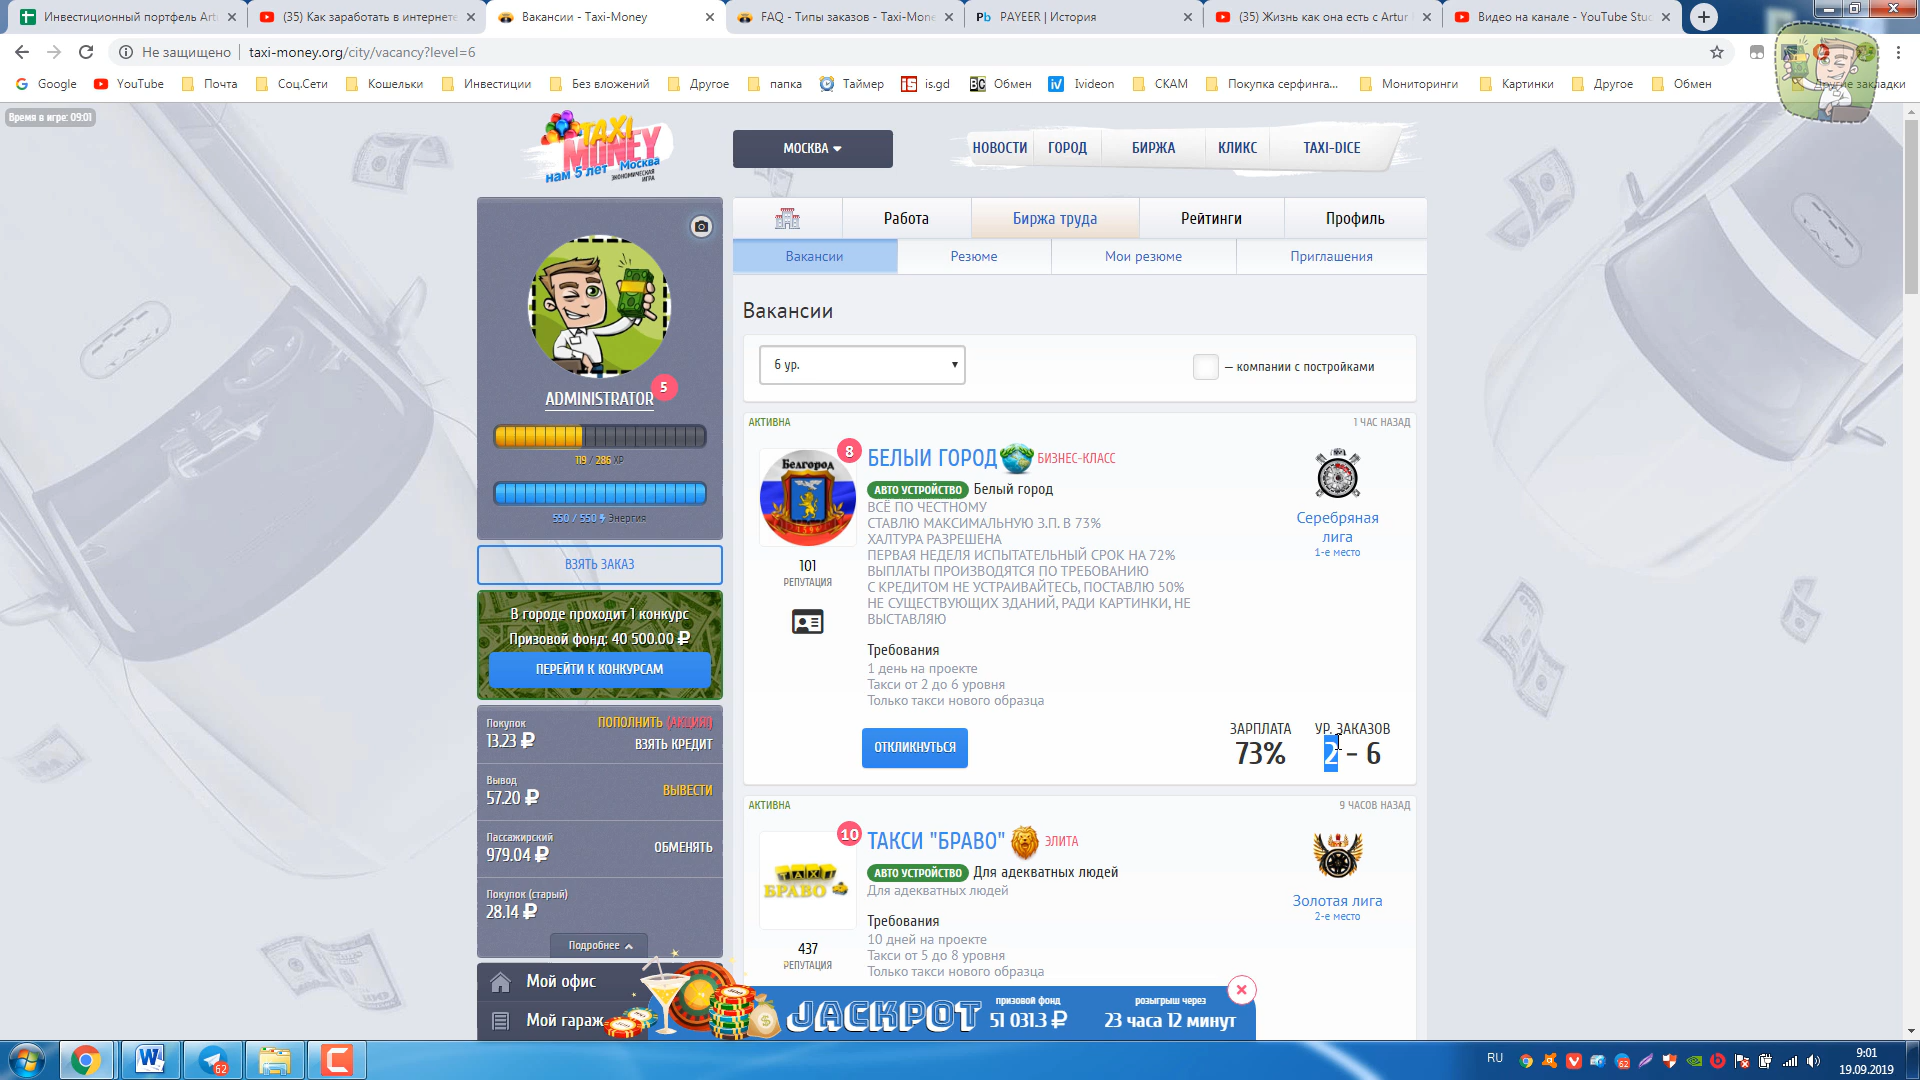 Инвестиционный портфель Art
(35) Как заработать в интернете
Вакансии - Taxi-Money
FAQ - Типы заказов - Taxi-Mone
Pb PAYEER | История
(35) Жизнь как она есть с Artur
Видео на канале - YouTube Stu
Не защищено
taxi-money.org/city/vacancy?level=6
Google
YouTube
Почта
Соц.Сети
Кошельки
Инвестиции
Без вложений
Другое
папка
Таймер
is.gd
Обмен
Ivideon
СКАМ
Покупка серфинга...
Мониторинги
Картинки
Другое
Обмен
Другие закладки
Время в игре: 09:01
TAXI
MONEY
нам 5 лет Москва
ЭКОНОМИЧЕСКАЯ
ИГРА
МОСКВА
НОВОСТИ
ГОРОД
БИРЖА
КЛИКС
TAXI-DICE
Работа
Биржа труда
Рейтинги
Профиль
Вакансии
Резюме
Мои резюме
Приглашения
5
ADMINISTRATOR
119 / 286 XP
550 / 550 Энергия
ВЗЯТЬ ЗАКАЗ
В городе проходит 1 конкурс
Призовой фонд: 40 500.00 ₽
ПЕРЕЙТИ К КОНКУРСАМ
Покупок
13.23 ₽
ПОПОЛНИТЬ (АКЦИЯ!)
ВЗЯТЬ КРЕДИТ
Вывод
57.20 ₽
ВЫВЕСТИ
Пассажирский
979.04 ₽
ОБМЕНЯТЬ
Покупок (старый)
28.14 ₽
Подробнее
Мой офис
Мой гараж
Вакансии
6 ур.
— компании с постройками
АКТИВНА
1 ЧАС НАЗАД
8
Белгород
БЕЛЫЙ ГОРОД
БИЗНЕС-КЛАСС
АВТО УСТРОЙСТВО Белый город
ВСЁ ПО ЧЕСТНОМУ
СТАВЛЮ МАКСИМАЛЬНУЮ З.П. В 73%
ХАЛТУРА РАЗРЕШЕНА
ПЕРВАЯ НЕДЕЛЯ ИСПЫТАТЕЛЬНЫЙ СРОК НА 72%
ВЫПЛАТЫ ПРОИЗВОДЯТСЯ ПО ТРЕБОВАНИЮ
С КРЕДИТОМ НЕ УСТРАИВАЙТЕСЬ, ПОСТАВЛЮ 50%
НЕ СУЩЕСТВУЮЩИХ ЗДАНИЙ, РАДИ КАРТИНКИ, НЕ
ВЫСТАВЛЯЮ
101
РЕПУТАЦИЯ
Серебряная
лига
1-е место
Требования
1 день на проекте
Такси от 2 до 6 уровня
Только такси нового образца
ОТКЛИКНУТЬСЯ
ЗАРПЛАТА
73%
УР. ЗАКАЗОВ
2 - 6
АКТИВНА
9 ЧАСОВ НАЗАД
10
TAXI
БРАВО
ТАКСИ "БРАВО"
ЭЛИТА
АВТО УСТРОЙСТВО Для адекватных людей
Для адекватных людей
437
РЕПУТАЦИЯ
Золотая лига
2-е место
Требования
10 дней на проекте
Такси от 5 до 8 уровня
Только такси нового образца
JACKPOT
призовой фонд
51 031.3 ₽
розыгрыш через
23 часа 12 минут
62
RU
62
9:01
19.09.2019